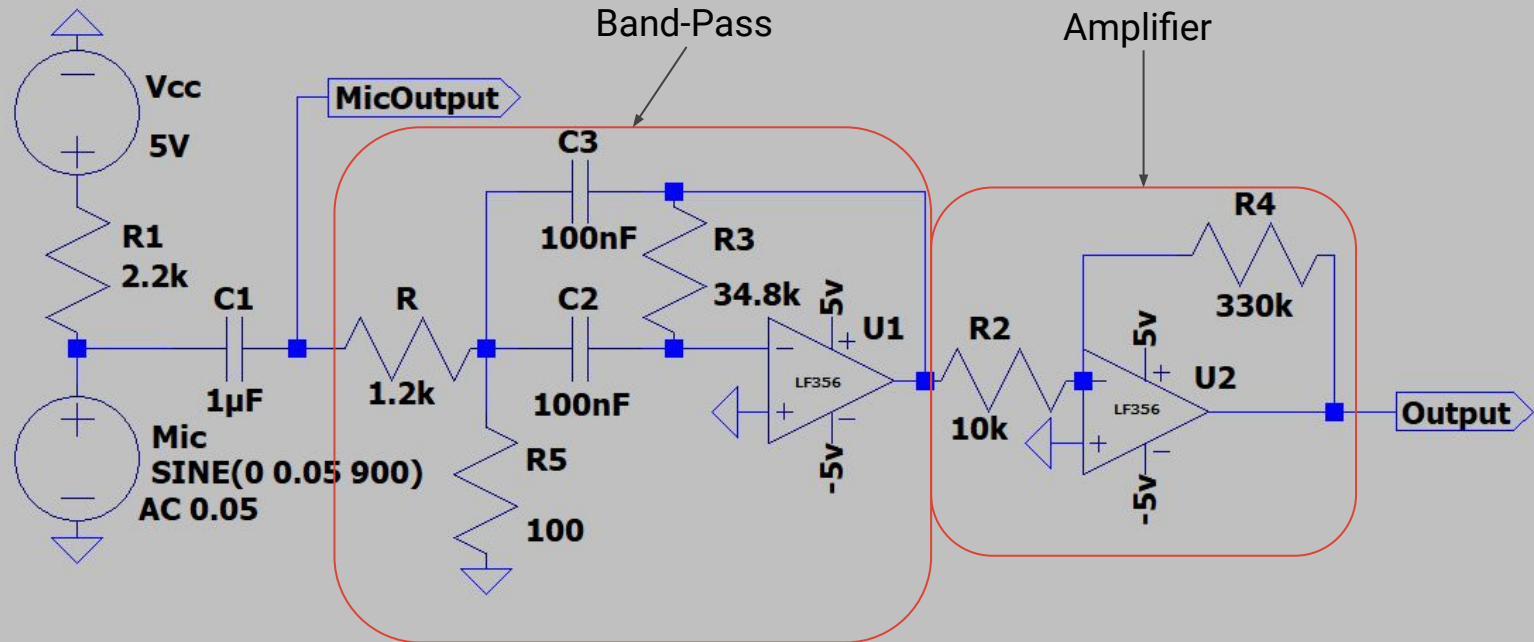 Band-Pass
Amplifier
Vcc
5V
MicOutput
C3
100nF
R1
2.2k
R3
34.8k
R4
330k
C1
1µF
R
1.2k
C2
100nF
5v
U1
LF356
-5v
R2
10k
5v
U2
LF356
-5v
Output
Mic
SINE(0 0.05 900)
AC 0.05
R5
100